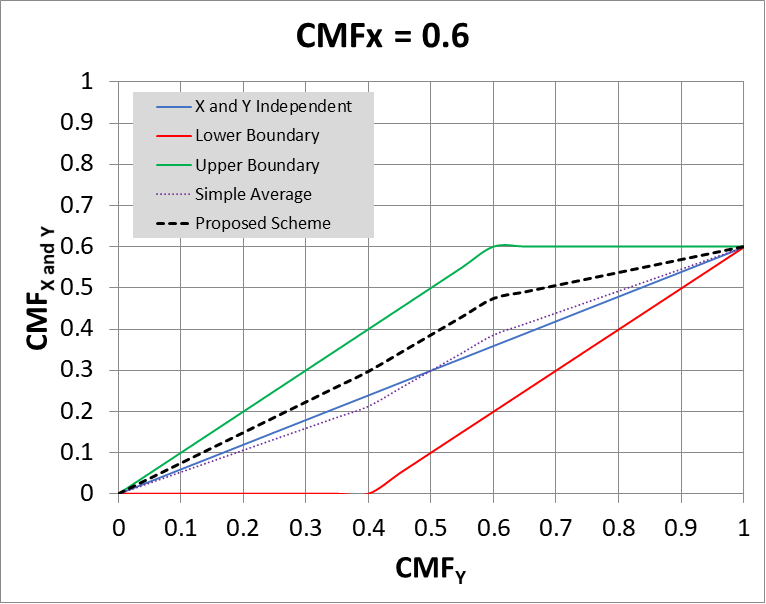 CMFx = 0.6
1
0.9
0.8
0.7
0.6
0.5
0.4
0.3
0.2
0.1
0
X and Y Independent
Lower Boundary
Upper Boundary
Simple Average
Proposed Scheme
CMFX and Y
0 0.1 0.2 0.3 0.4 0.5 0.6 0.7 0.8 0.9 1
CMFY